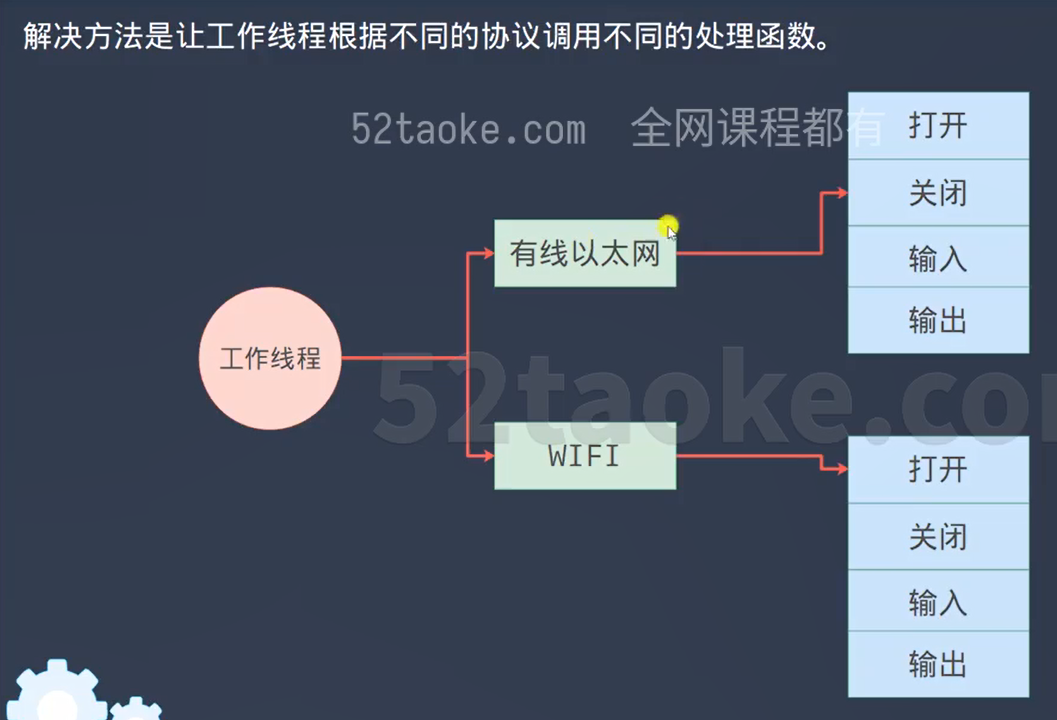 解决方法是让工作线程根据不同的协议调用不同的处理函数。
52taoke.com 全网课程都有
打开
关闭
有线以太网
输入
输出
工作线程
52taoke.com
WIFI
打开
关闭
输入
输出